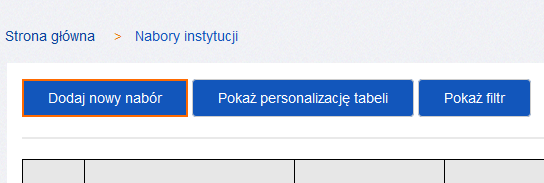 Strona główna > Nabory instytucji
Dodaj nowy nabór Pokaż personalizację tabeli Pokaż filtr